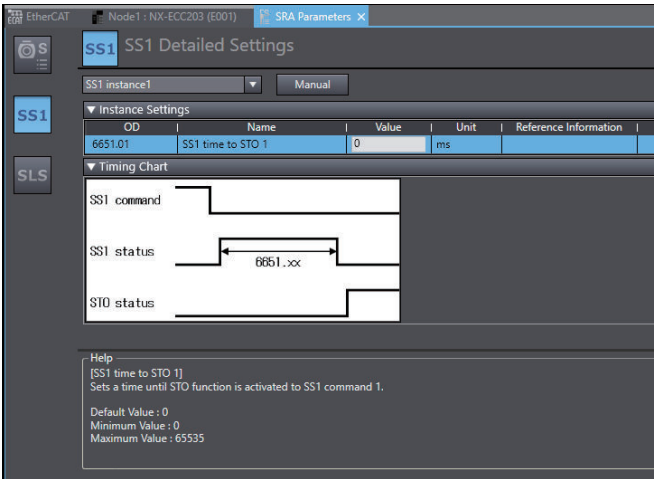 EtherCAT
Node1 : NX-ECC203 (E001)
SRA Parameters X
S
SS1
SS1 Detailed Settings
SS1 instance1
Manual
SS1
▼ Instance Settings
OD Name Value Unit Reference Information
6651.01 SS1 time to STO 1 0 ms
▼ Timing Chart
SLS
SS1 command
SS1 status
6651.xx
STO status
Help
[SS1 time to STO 1]
Sets a time until STO function is activated to SS1 command 1.
Default Value : 0
Minimum Value : 0
Maximum Value : 65535